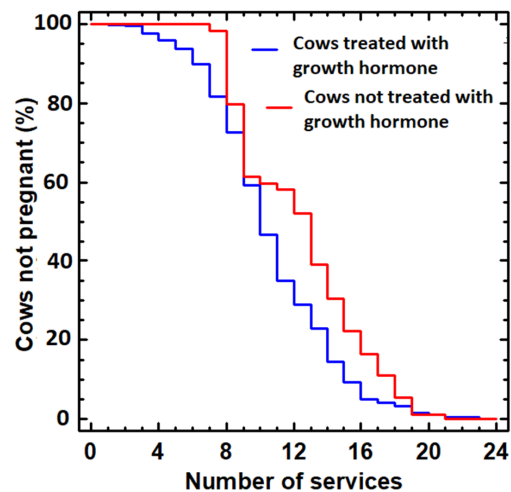 100
80
60
40
20
0
Cows not pregnant (%)
Cows treated with
growth hormone
Cows not treated with
growth hormone
0 4 8 12 16 20 24
Number of services